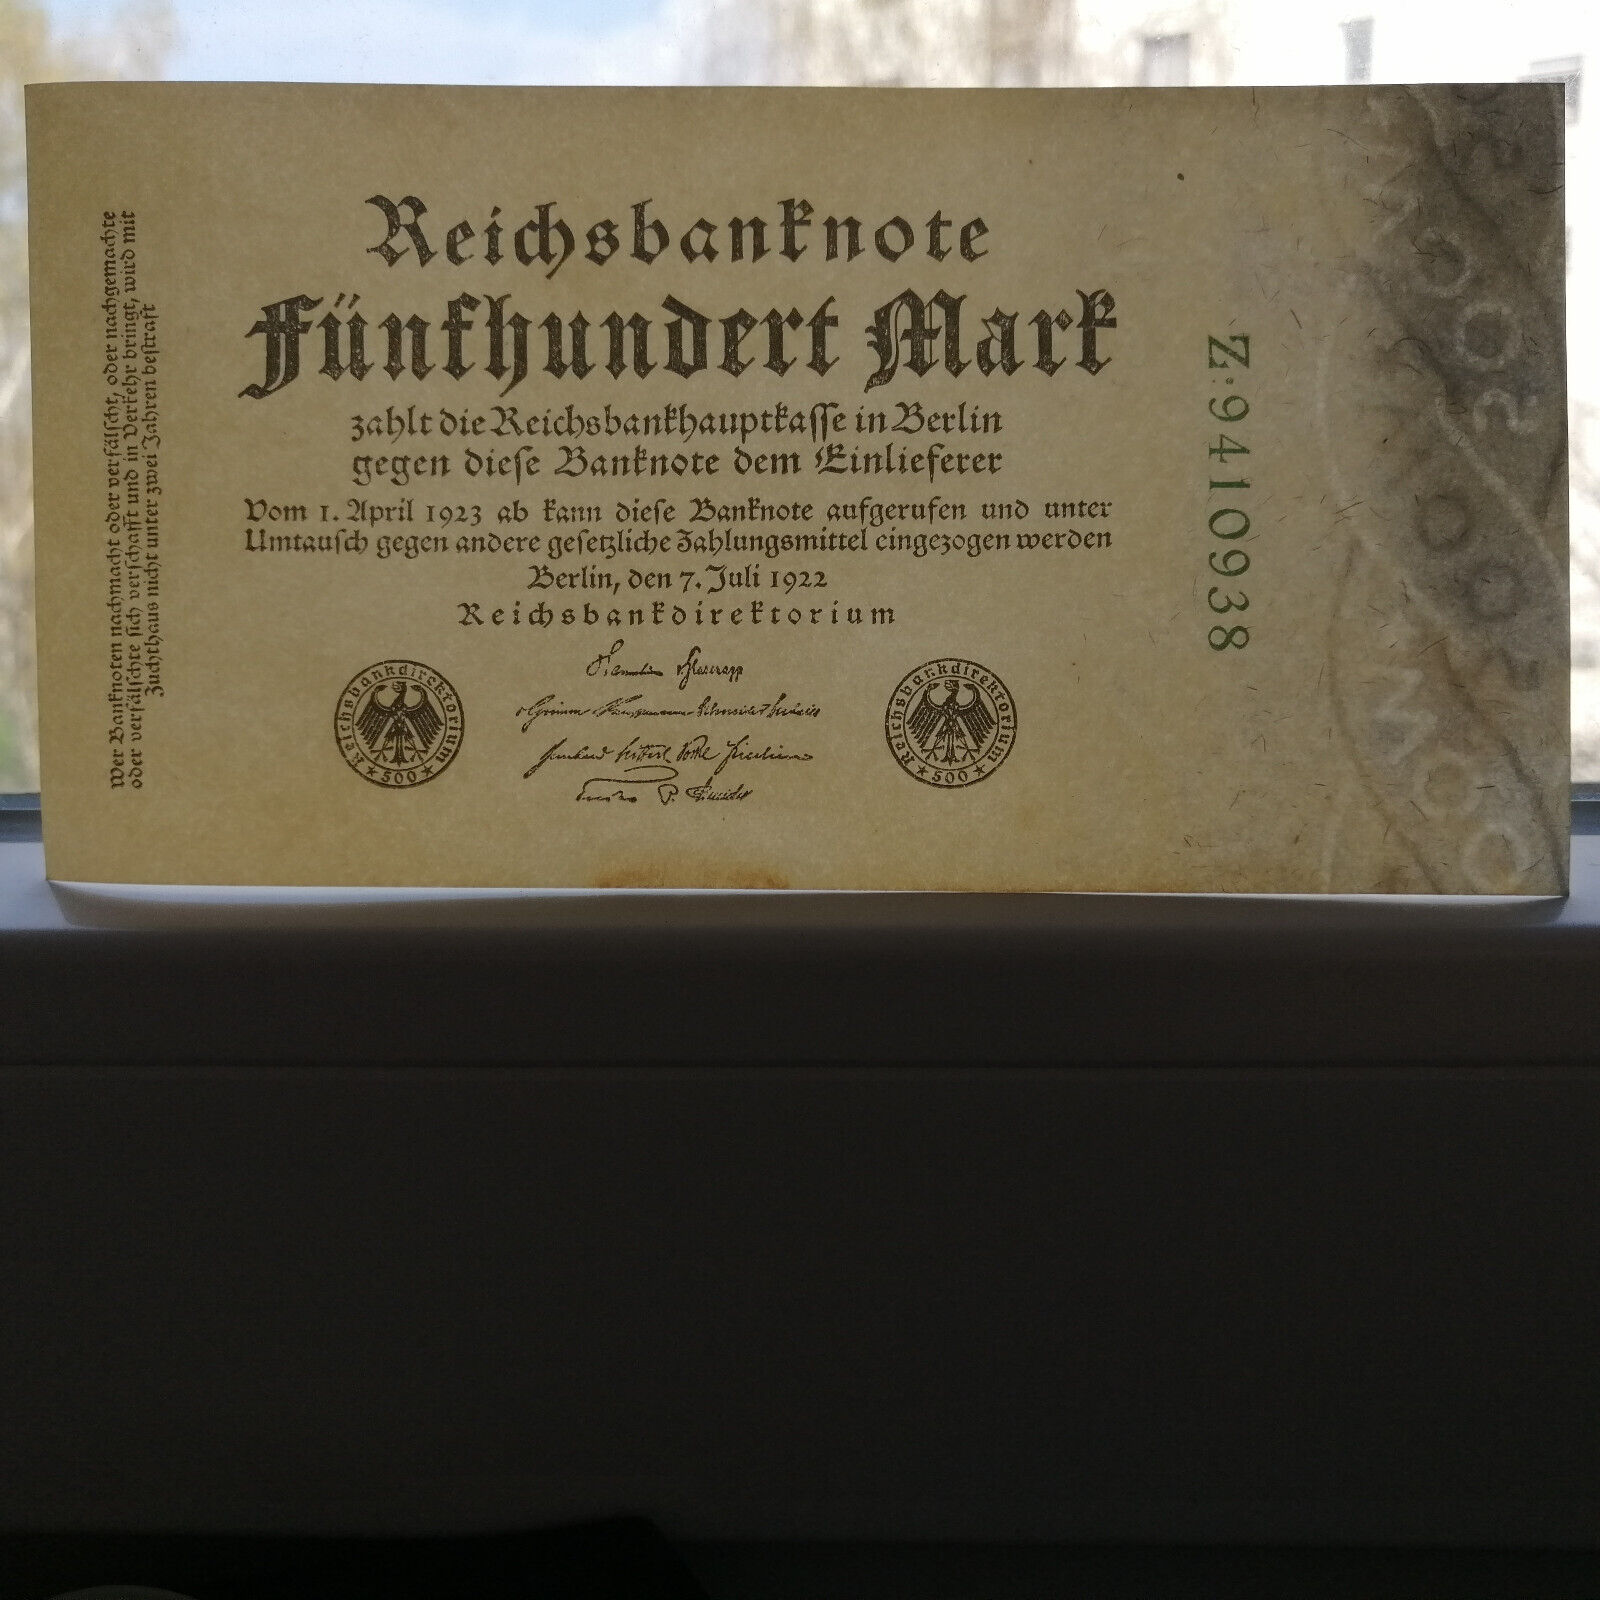 Reichsbanknote
Fünfhundert Mark
zahlt die Reichsbankhauptkasse in Berlin
gegen diese Banknote dem Einlieferer
Vom 1. April 1923 ab kann diese Banknote aufgerufen und unter
Umtausch gegen andere gesetzliche Zahlungsmittel eingezogen werden
Berlin, den 7. Juli 1922
Reichsbankdirektorium
Reichsbankdirektorium
500
Reichsbankdirektorium
500
Wer Banknoten nachmacht oder verfälscht, oder nachgemachte
oder verfälschte sich verschafft und in Verkehr bringt, wird mit
Zuchthaus nicht unter zwei Jahren bestraft
Z·9410938